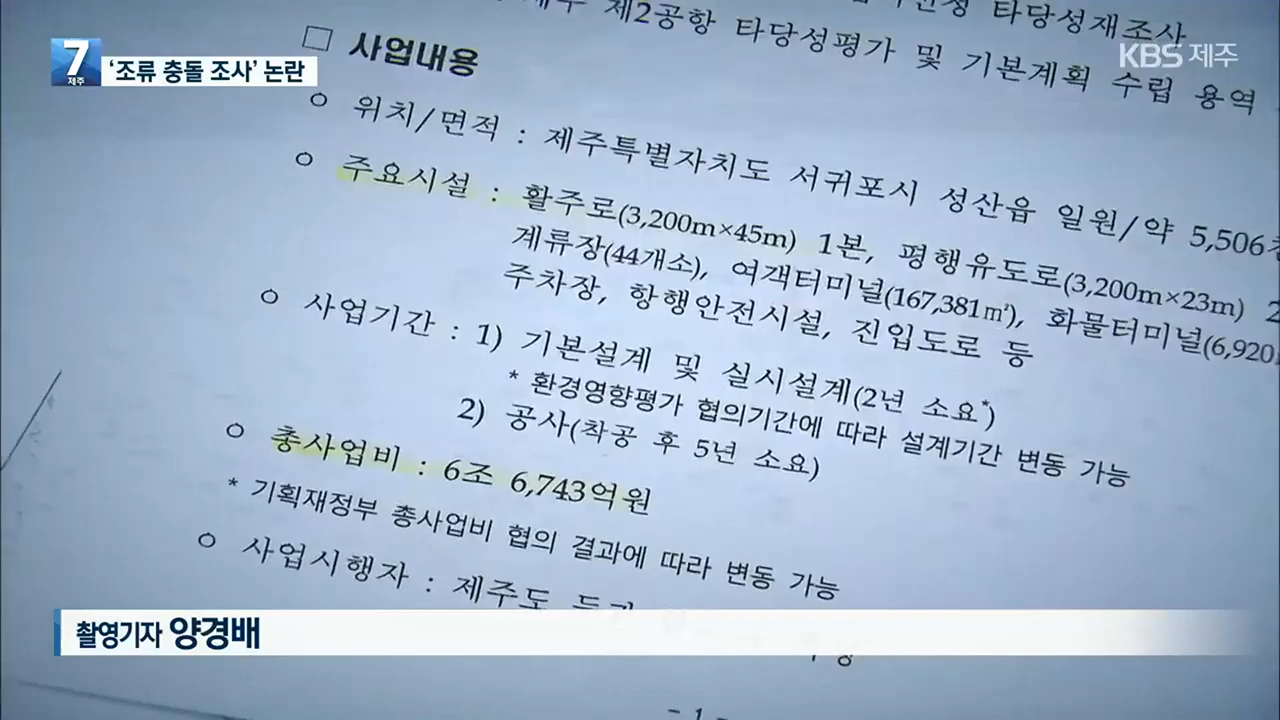 타당성재조사
제2공항 타당성평가 및 기본계획 수립 용역
KBS 제주
7 제주
‘조류 충돌 조사’ 논란
□ 사업내용
○ 위치/면적 : 제주특별자치도 서귀포시 성산읍 일원/약 5,506
○ 주요시설 : 활주로(3,200m×45m) 1본, 평행유도로(3,200m×23m) 2
계류장(44개소), 여객터미널(167,381㎡), 화물터미널(6,920
주차장, 항행안전시설, 진입도로 등
○ 사업기간 : 1) 기본설계 및 실시설계(2년 소요*)
* 환경영향평가 협의기간에 따라 설계기간 변동 가능
2) 공사(착공 후 5년 소요)
○ 총사업비 : 6조 6,743억원
* 기획재정부 총사업비 협의 결과에 따라 변동 가능
○ 사업시행자 : 제주도
촬영기자 양경배
- 1 -